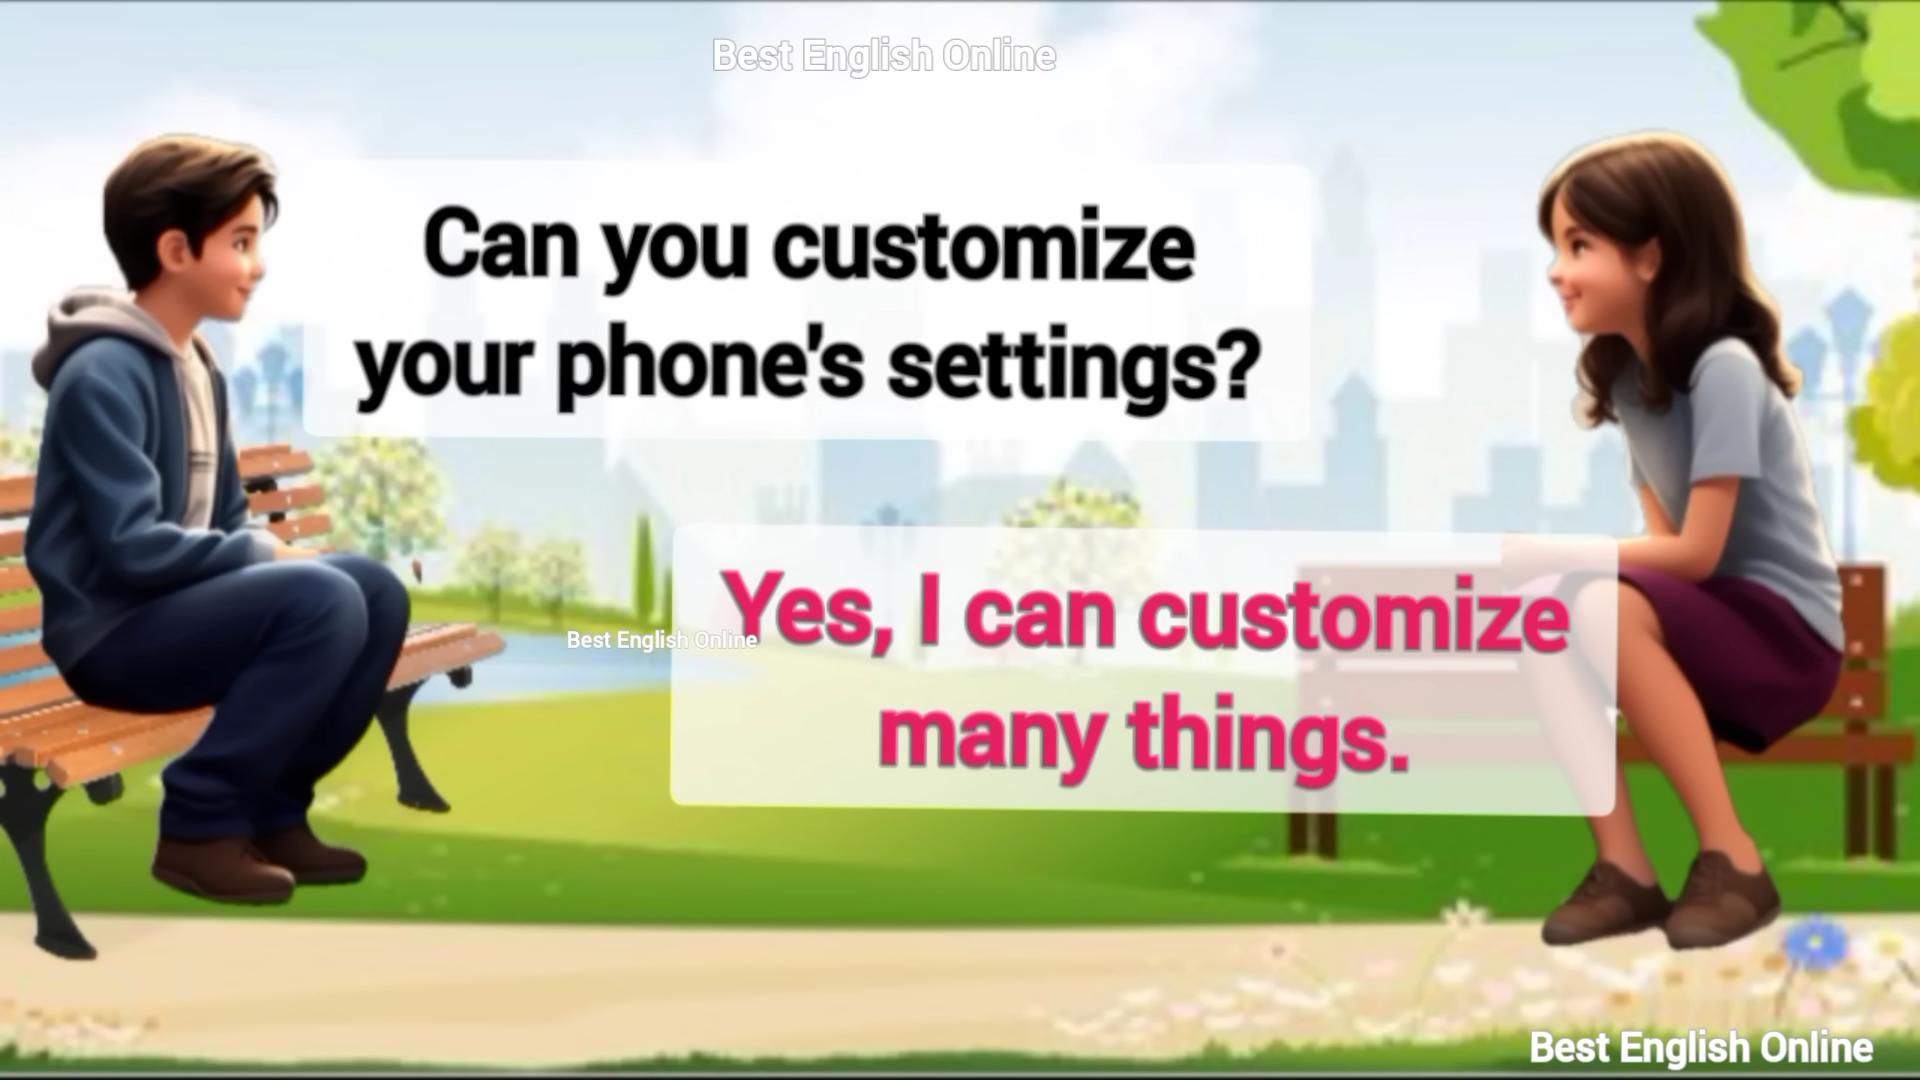 Best English Online
Can you customize
your phone's settings?
Yes, I can customize
Best English Online
many things.
Best English Online